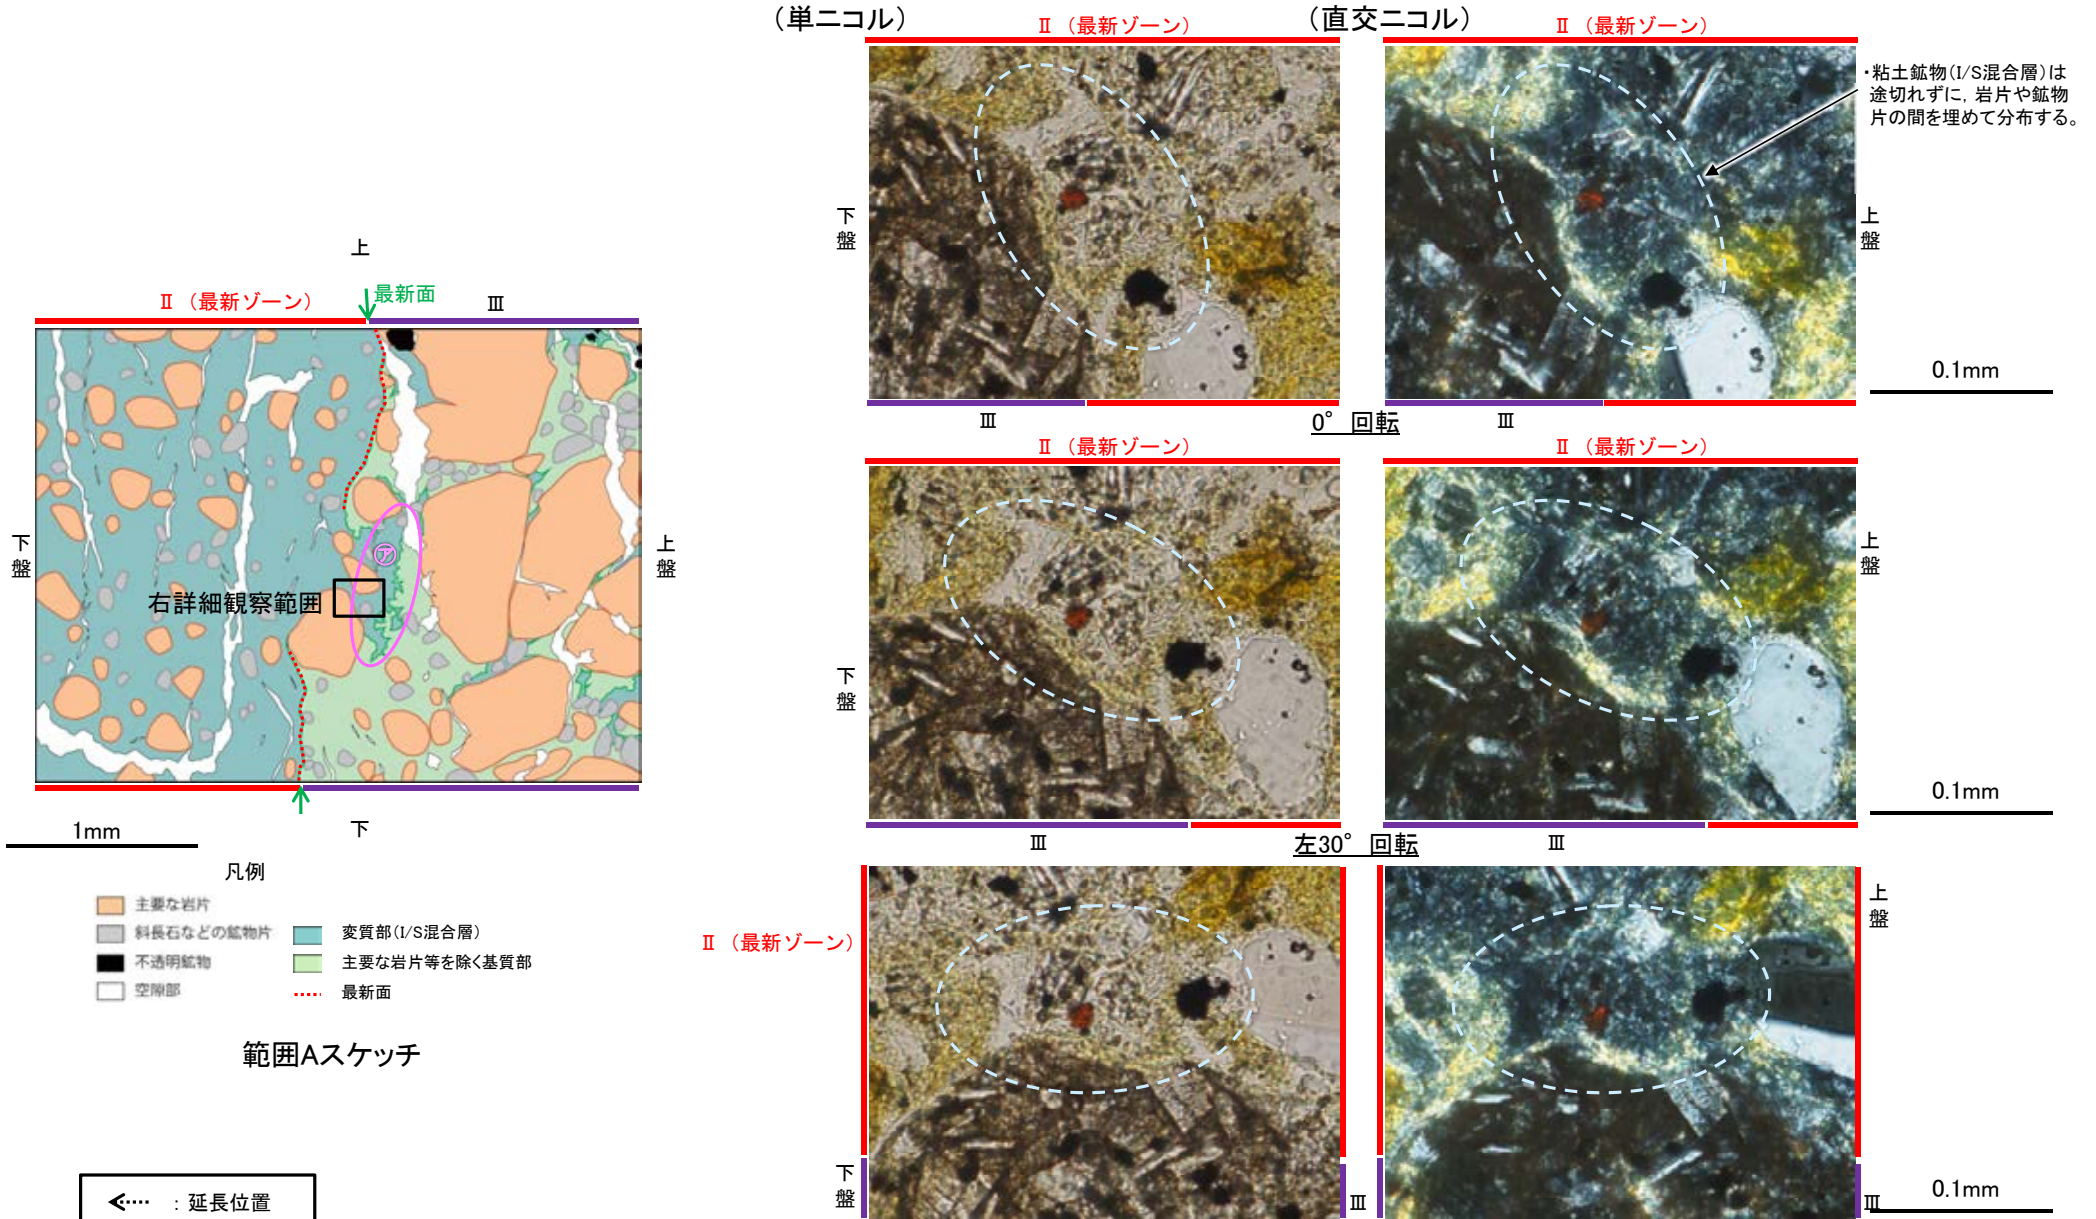 (単ニコル)
(直交ニコル)
Ⅱ (最新ゾーン)
Ⅱ (最新ゾーン)
・粘土鉱物(I/S混合層)は
途切れずに, 岩片や鉱物
片の間を埋めて分布する。
下盤
上盤
0.1mm
Ⅲ
0° 回転
Ⅲ
上
Ⅱ (最新ゾーン)
最新面
Ⅲ
下盤
上盤
㋐
右詳細観察範囲
1mm
下
Ⅱ (最新ゾーン)
Ⅱ (最新ゾーン)
下盤
上盤
0.1mm
Ⅲ
左30° 回転
Ⅲ
凡例
主要な岩片
斜長石などの鉱物片
不透明鉱物
空隙部
変質部(I/S混合層)
主要な岩片等を除く基質部
最新面
範囲Aスケッチ
Ⅱ (最新ゾーン)
上盤
下盤
Ⅲ
Ⅲ
0.1mm
: 延長位置